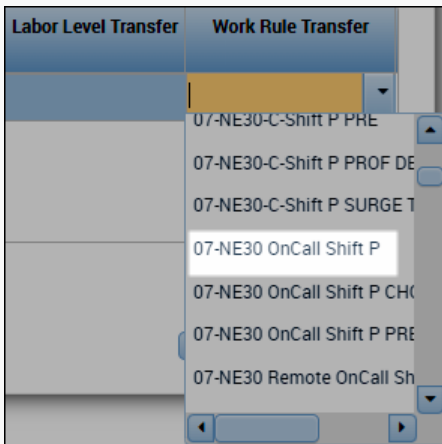 Labor Level Transfer Work Rule Transfer
07-NE30-C-Shift P PRE
07-NE30-C-Shift P PROF DE
07-NE30-C-Shift P SURGE T
07-NE30 OnCall Shift P
07-NE30 OnCall Shift P CHO
07-NE30 OnCall Shift P PRE
07-NE30 Remote OnCall Sh